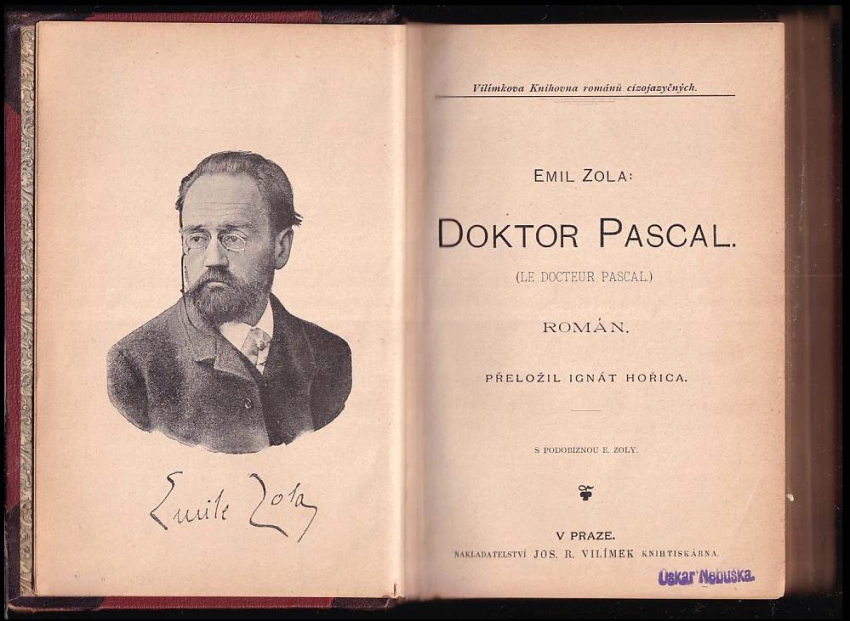 Emile Zola
Vilímkova Knihovna románů cizojazyčných.
EMIL ZOLA:
DOKTOR PASCAL.
(LE DOCTEUR PASCAL.)
ROMÁN.
PŘELOŽIL IGNÁT HOŘICA.
S PODOBIZNOU E. ZOLY.
V PRAZE.
NAKLADATELSTVÍ JOS. R. VILÍMEK KNIHTISKÁRNA.
Oskar Nebuška.